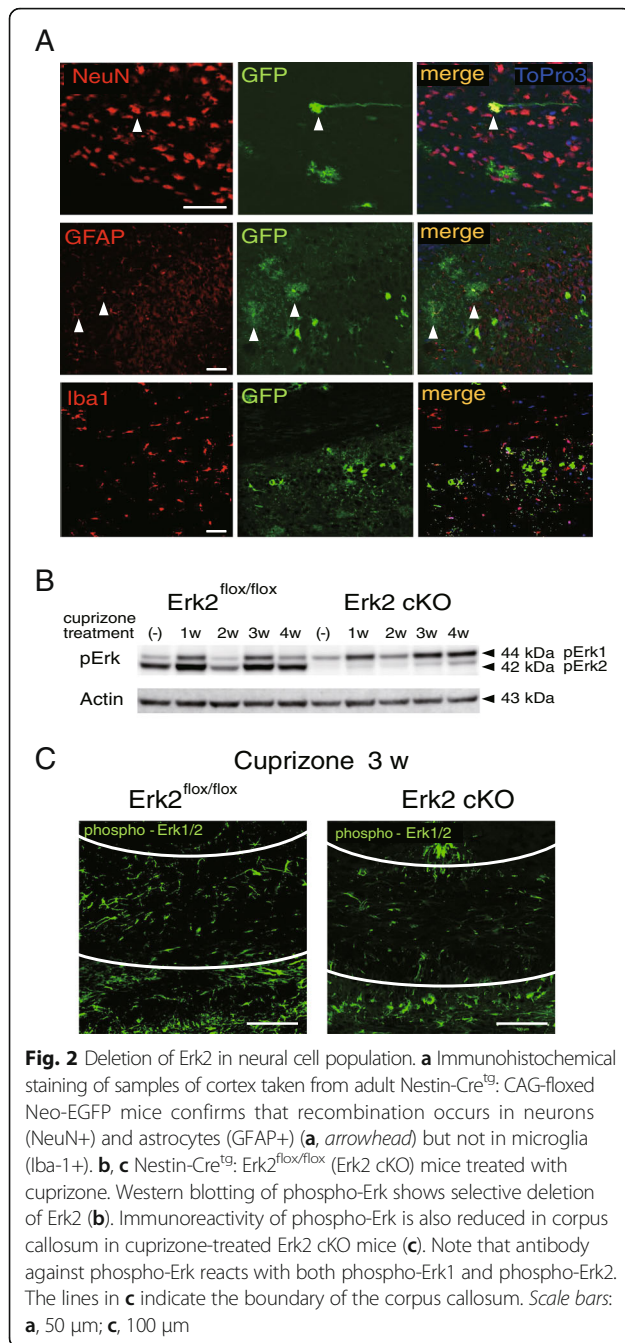 A
NeuN GFP merge ToPro3
GFAP GFP merge
Iba1 GFP merge
B
Erk2flox/flox Erk2 cKO
cuprizone
treatment (-) 1w 2w 3w 4w (-) 1w 2w 3w 4w
pErk 44 kDa pErk1
42 kDa pErk2
Actin 43 kDa
C
Cuprizone 3 w
Erk2flox/flox Erk2 cKO
phospho - Erk1/2 phospho - Erk1/2
Fig. 2 Deletion of Erk2 in neural cell population. a Immunohistochemical
staining of samples of cortex taken from adult Nestin-Cretg: CAG-floxed
Neo-EGFP mice confirms that recombination occurs in neurons
(NeuN+) and astrocytes (GFAP+) (a, arrowhead) but not in microglia
(Iba-1+). b, c Nestin-Cretg: Erk2flox/flox (Erk2 cKO) mice treated with
cuprizone. Western blotting of phospho-Erk shows selective deletion
of Erk2 (b). Immunoreactivity of phospho-Erk is also reduced in corpus
callosum in cuprizone-treated Erk2 cKO mice (c). Note that antibody
against phospho-Erk reacts with both phospho-Erk1 and phospho-Erk2.
The lines in c indicate the boundary of the corpus callosum. Scale bars:
a, 50 μm; c, 100 μm